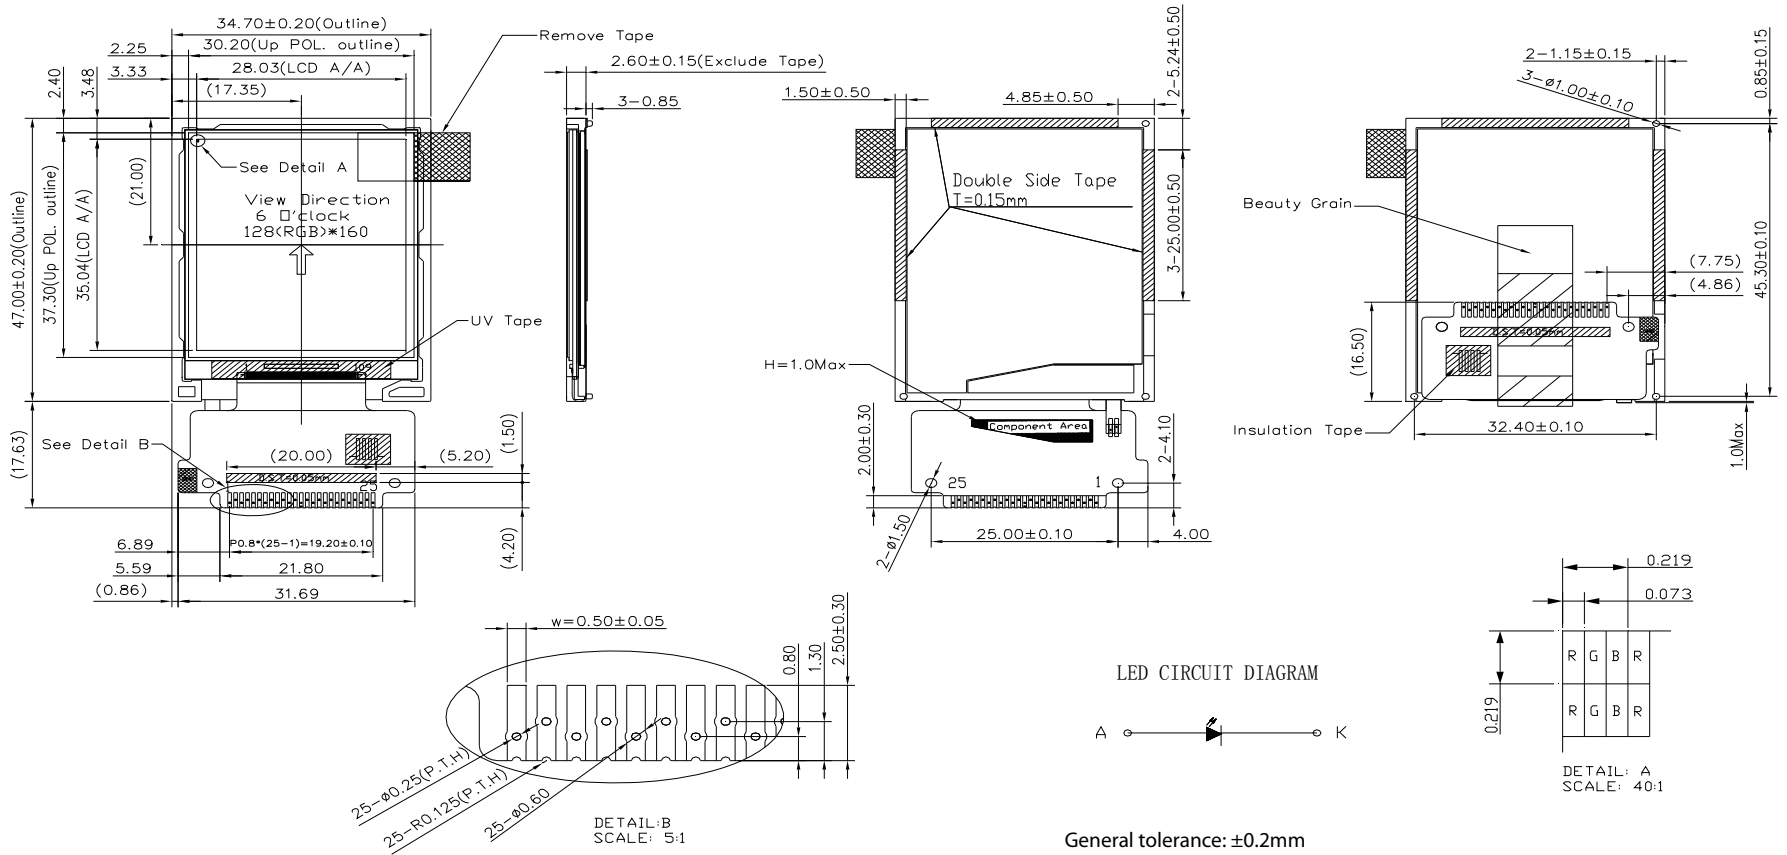 34.70±0.20(Outline)
30.20(Up POL. outline)
28.03(LCD A/A)
(17.35)
2.25
3.33
2.40
3.48
Remove Tape
See Detail A
View Direction
6 O'clock
128(RGB)*160
47.00±0.20(Outline)
37.30(Up POL. outline)
35.04(LCD A/A)
(21.00)
UV Tape
See Detail B
(17.63)
(20.00)
(5.20)
(1.50)
D.S.T=0.05mm
25
(4.20)
6.89
P0.8*(25-1)=19.20±0.10
5.59
21.80
(0.86)
31.69
2.60±0.15(Exclude Tape)
3-0.85
1.50±0.50
4.85±0.50
2-5.24±0.50
3-25.00±0.50
Double Side Tape
T=0.15mm
H=1.0Max
Component Area
2.00±0.30
2-4.10
25
1
2-ø1.50
25.00±0.10
4.00
2-1.15±0.15
3-ø1.00±0.10
0.85±0.15
Beauty Grain
(7.75)
(4.86)
45.30±0.10
D.S.T=0.05mm
(16.50)
Insulation Tape
32.40±0.10
1.0Max
w=0.50±0.05
0.80
1.30
2.50±0.30
25-ø0.25(P.T.H)
25-R0.125(P.T.H)
25-ø0.60
DETAIL:B
SCALE: 5:1
LED CIRCUIT DIAGRAM
A
K
0.219
0.073
0.219
R G B R
R G B R
DETAIL: A
SCALE: 40:1
General tolerance: ±0.2mm